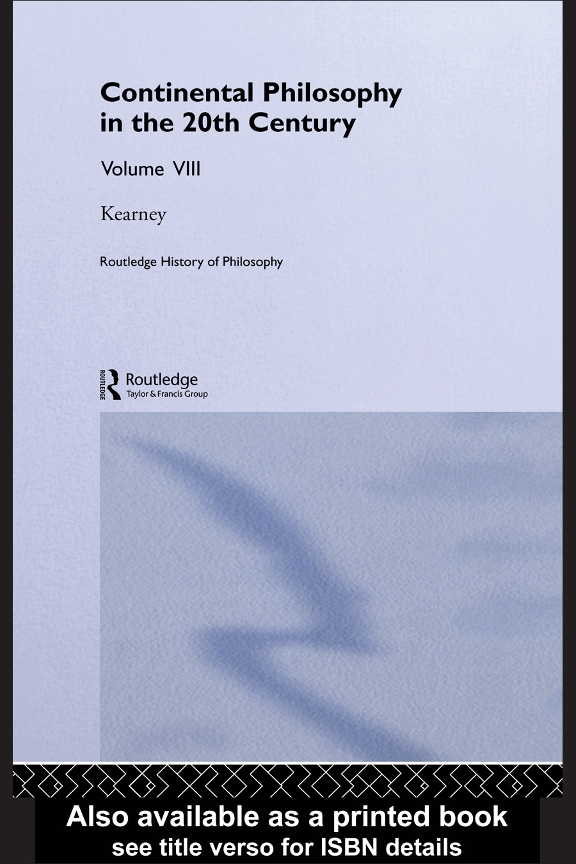 Continental Philosophy
in the 20th Century
Volume VIII
Kearney
Routledge History of Philosophy
ROUTLEDGE
Routledge
Taylor & Francis Group
Also available as a printed book
see title verso for ISBN details